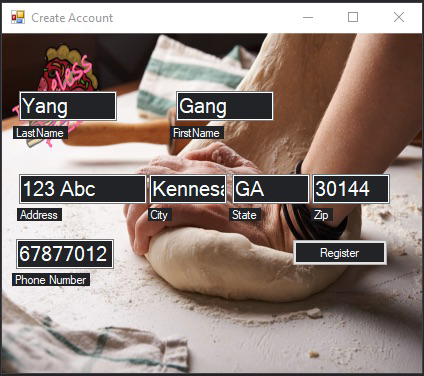 Create Account
Yang Gang
LastName FirstName
123 Abc Kennesa GA 30144
Address City State Zip
67877012
Phone Number Register